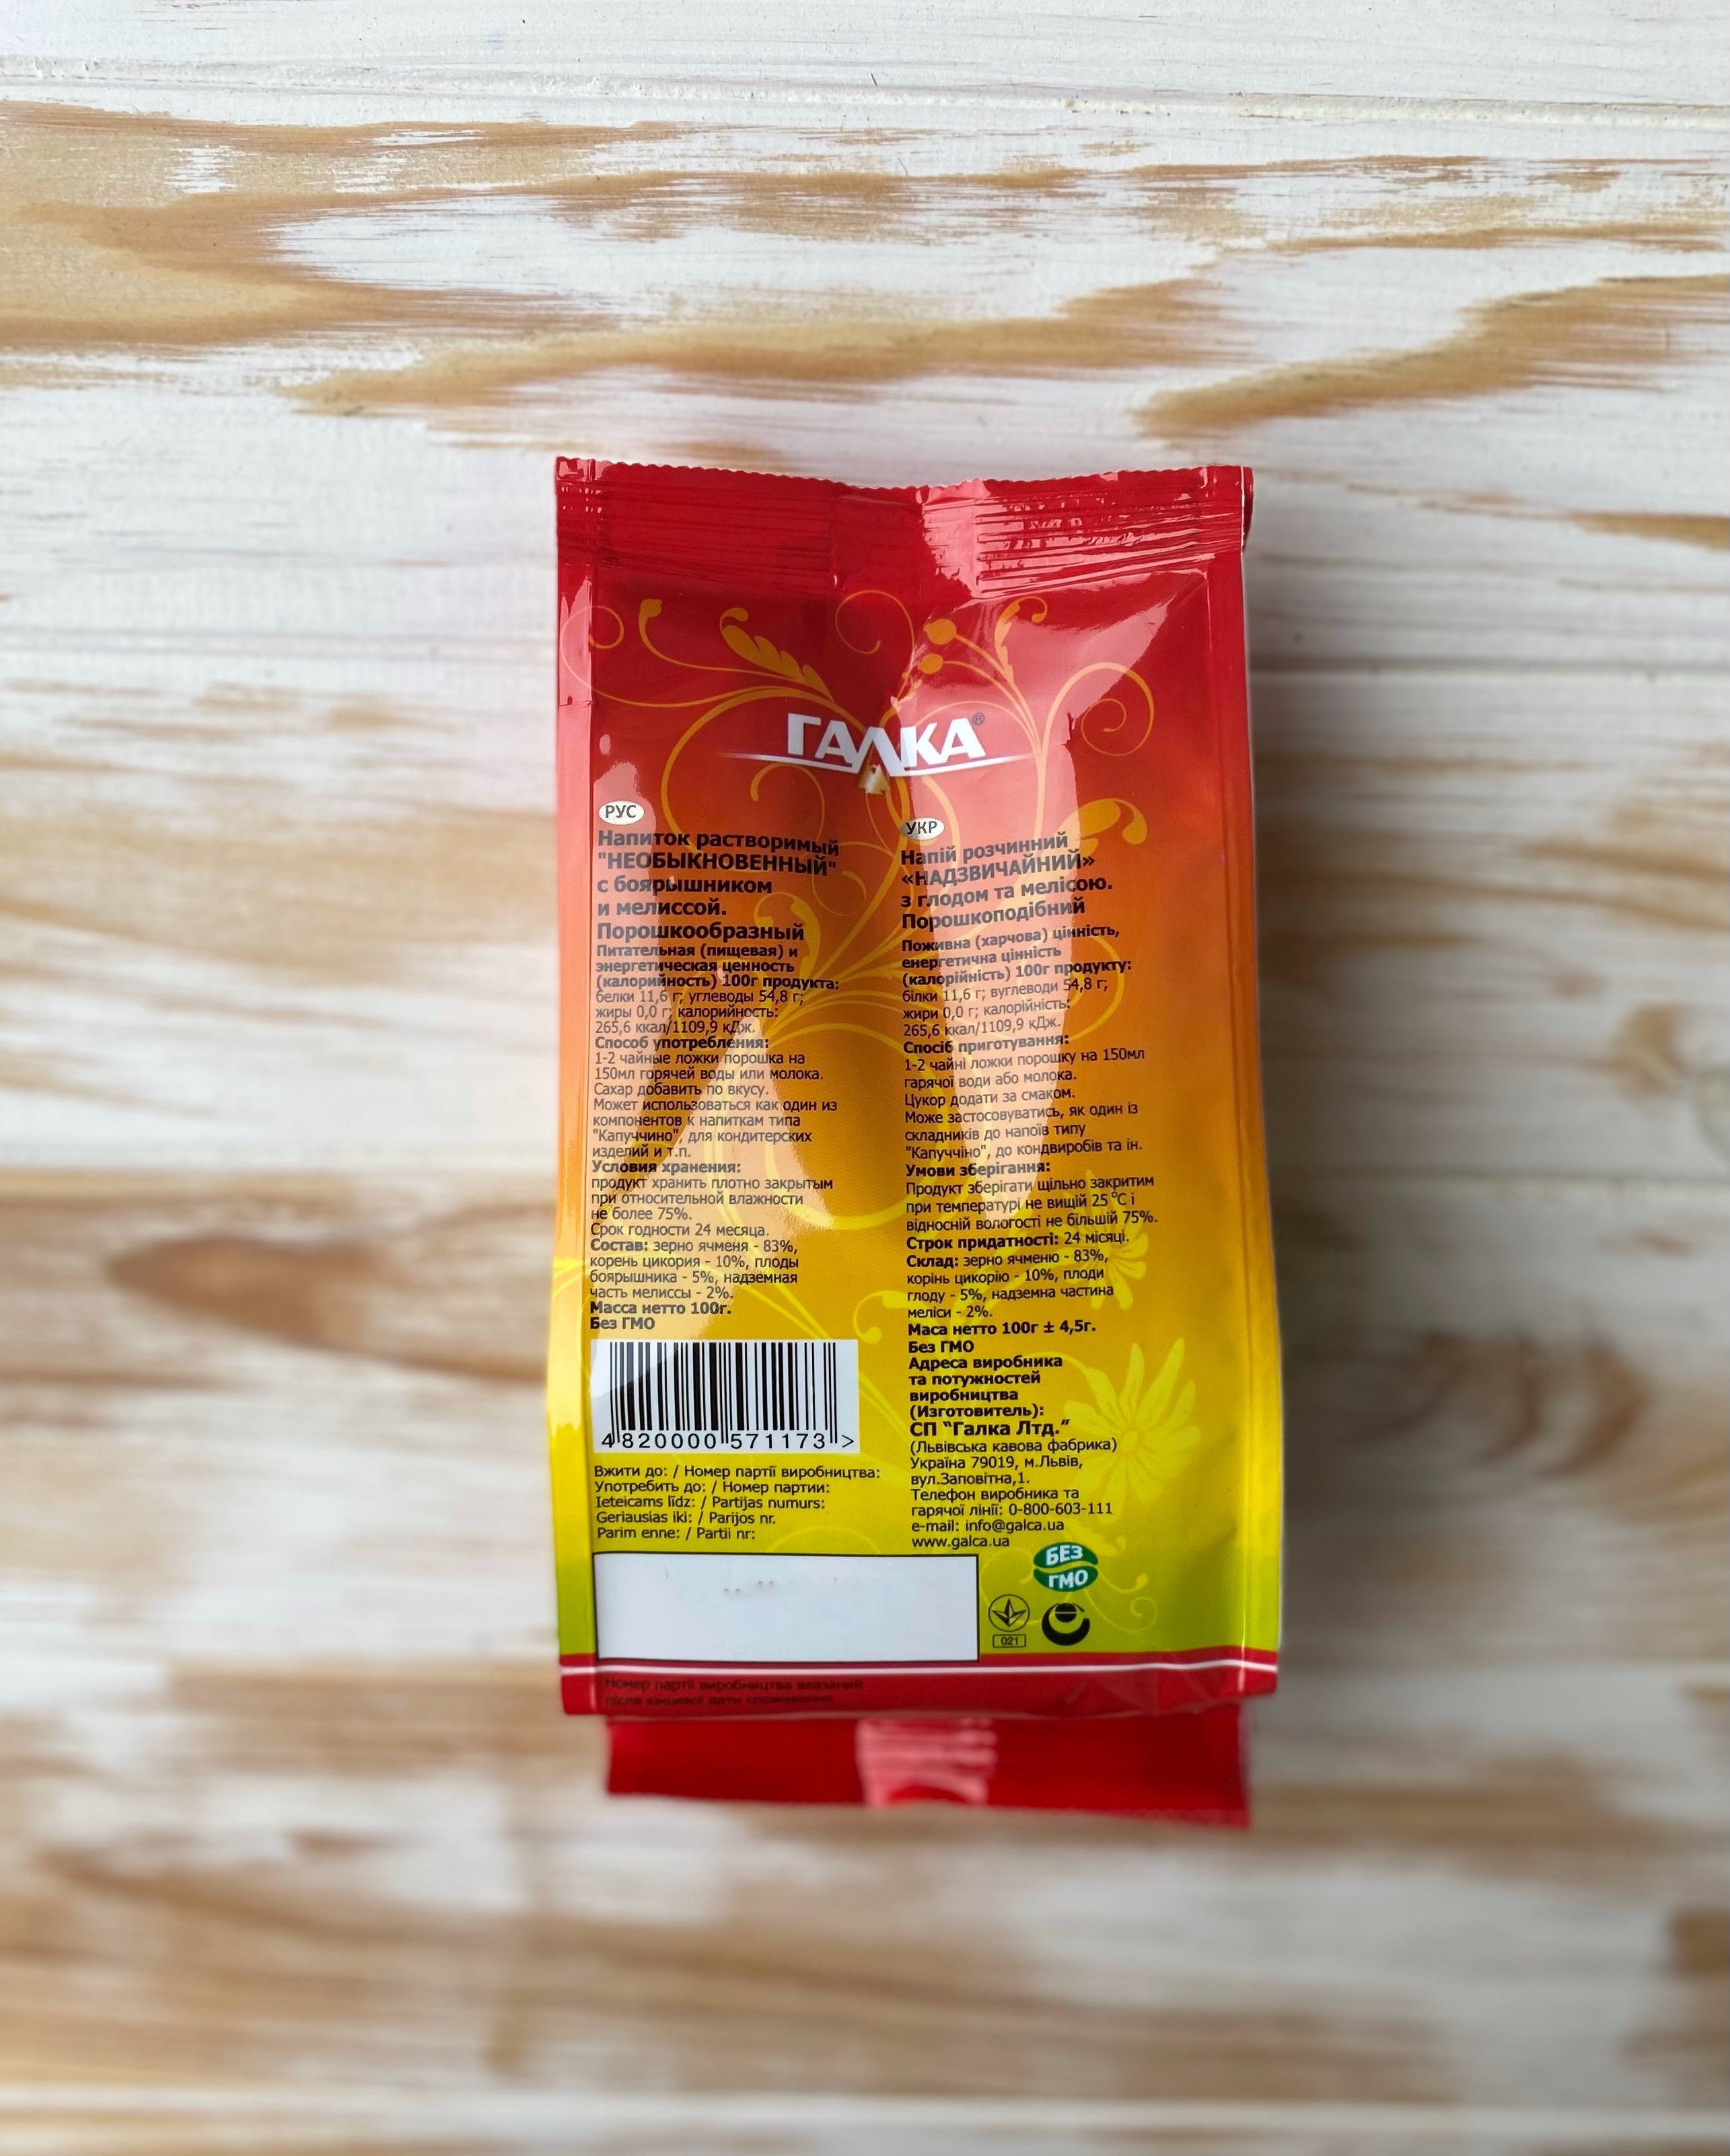 ГАЛКА®
РУС
Напиток растворимый
"НЕОБЫКНОВЕННЫЙ"
с боярышником
и мелиссой.
Порошкообразный
Питательная (пищевая) и
энергетическая ценность
(калорийность) 100г продукта:
белки 11,6 г; углеводы 54,8 г;
жиры 0,0 г; калорийность:
265,6 ккал/1109,9 кДж.
Способ употребления:
1-2 чайные ложки порошка на
150мл горячей воды или молока.
Сахар добавить по вкусу.
Может использоваться как один из
компонентов к напиткам типа
"Капуччино", для кондитерских
изделий и т.п.
Условия хранения:
продукт хранить плотно закрытым
при относительной влажности
не более 75%.
Срок годности 24 месяца.
Состав: зерно ячменя - 83%,
корень цикория - 10%, плоды
боярышника - 5%, надземная
часть мелиссы - 2%.
Масса нетто 100г.
Без ГМО
4 820000 571173 >
Вжити до: / Номер партії виробництва:
Употребить до: / Номер партии:
Ieteicams līdz: / Partijas numurs:
Geriausias iki: / Parijos nr.
Parim enne: / Partii nr:
УКР
Напій розчинний
«НАДЗВИЧАЙНИЙ»
з глодом та мелісою.
Порошкоподібний
Поживна (харчова) цінність,
енергетична цінність
(калорійність) 100г продукту:
білки 11,6 г; вуглеводи 54,8 г;
жири 0,0 г; калорійність:
265,6 ккал/1109,9 кДж.
Спосіб приготування:
1-2 чайні ложки порошку на 150мл
гарячої води або молока.
Цукор додати за смаком.
Може застосовуватись, як один із
складників до напоїв типу
"Капуччіно", до кондвиробів та ін.
Умови зберігання:
Продукт зберігати щільно закритим
при температурі не вищій 25 °C і
відносній вологості не більшій 75%.
Строк придатності: 24 місяці.
Склад: зерно ячменю - 83%,
корінь цикорію - 10%, плоди
глоду - 5%, надземна частина
меліси - 2%.
Маса нетто 100г ± 4,5г.
Без ГМО
Адреса виробника
та потужностей
виробництва
(Изготовитель):
СП “Галка Лтд.”
(Львівська кавова фабрика)
Україна 79019, м.Львів,
вул.Заповітна,1.
Телефон виробника та
гарячої лінії: 0-800-603-111
e-mail: info@galca.ua
www.galca.ua
БЕЗ
ГМО
021
Номер партії виробництва вказаний
після кінцевої дати споживання